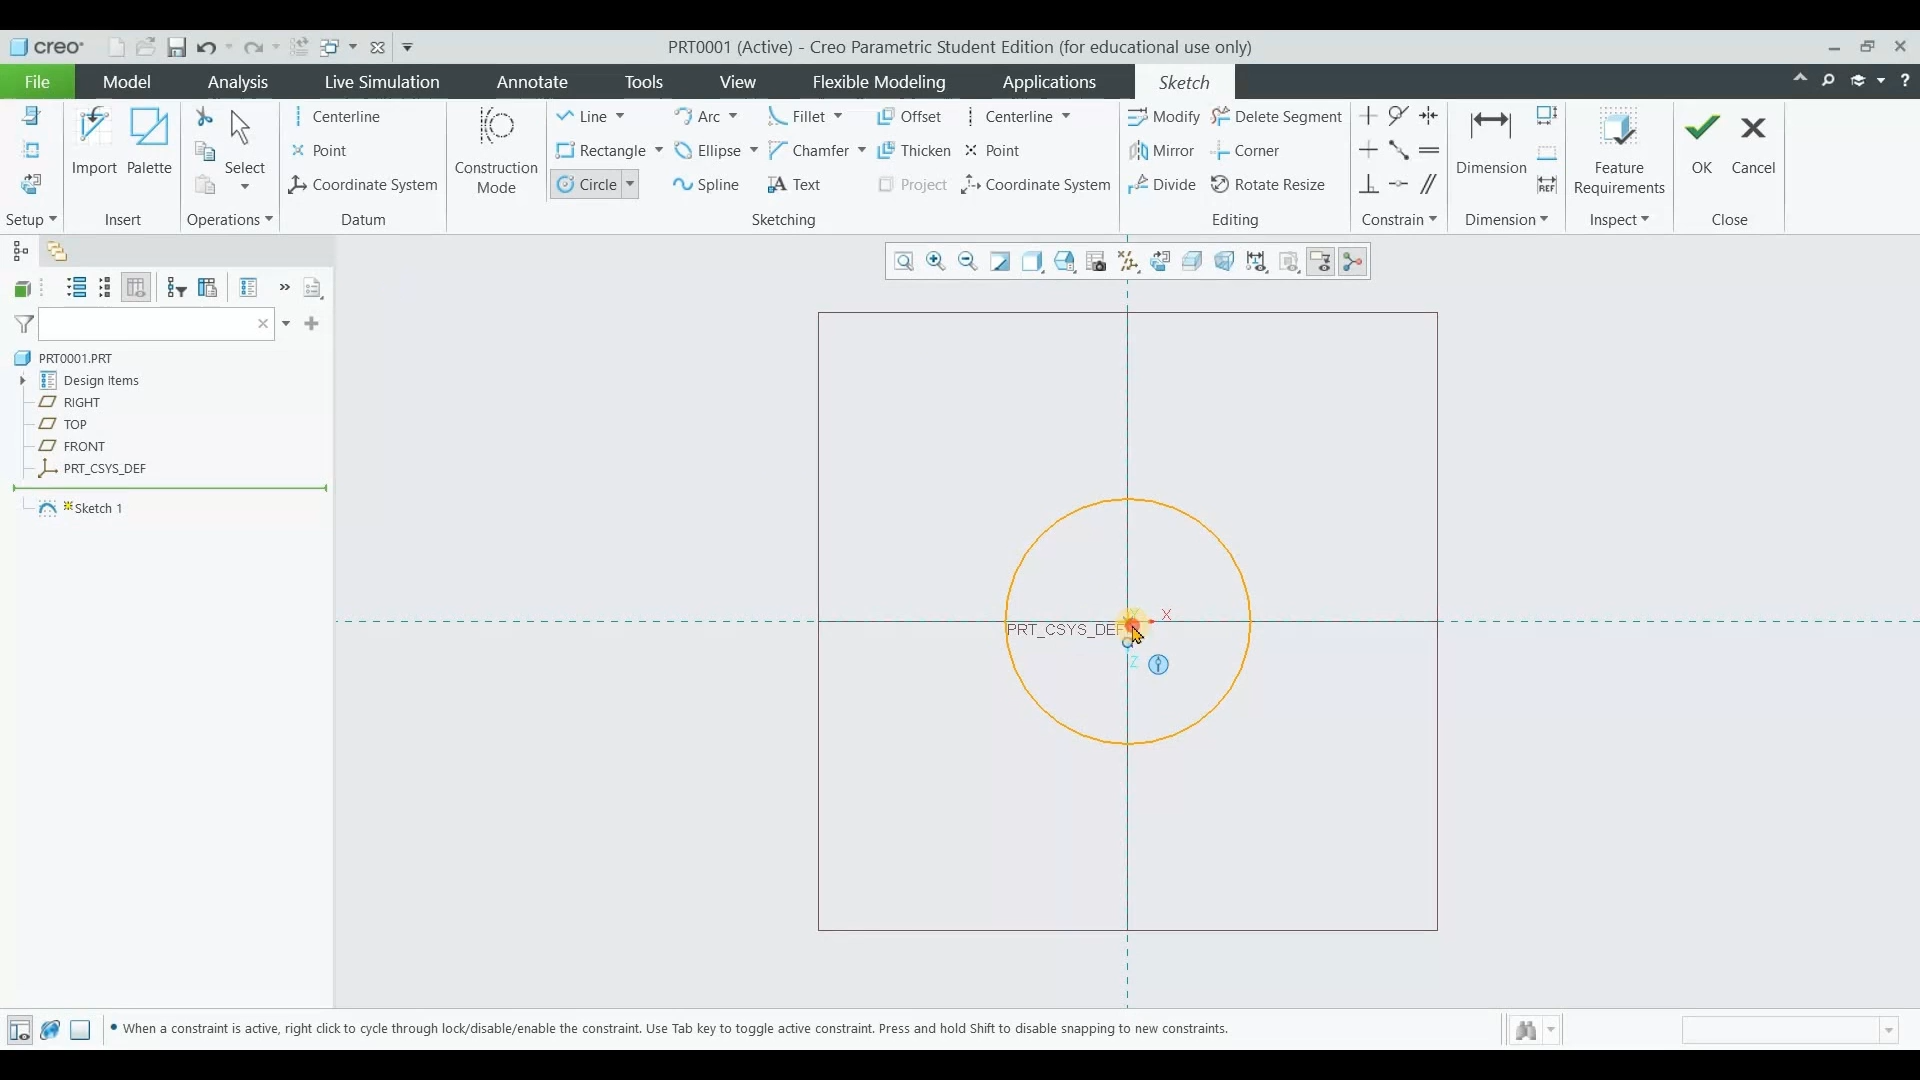 creo
PRT0001 (Active) - Creo Parametric Student Edition (for educational use only)
File Model Analysis Live Simulation Annotate Tools View Flexible Modeling Applications Sketch
Centerline Line Arc Fillet Offset Centerline Modify Delete Segment
Import Palette Select Point Construction Mode Rectangle Ellipse Chamfer Thicken Point Mirror Corner Dimension Feature Requirements OK Cancel
Coordinate System Circle Spline Text Project Coordinate System Divide Rotate Resize REF
Setup Insert Operations Datum Sketching Editing Constrain Dimension Inspect Close
PRT0001.PRT
Design Items
RIGHT
TOP
FRONT
PRT_CSYS_DEF
Sketch 1
X
PRT_CSYS_DEF
Z
When a constraint is active, right click to cycle through lock/disable/enable the constraint. Use Tab key to toggle active constraint. Press and hold Shift to disable snapping to new constraints.